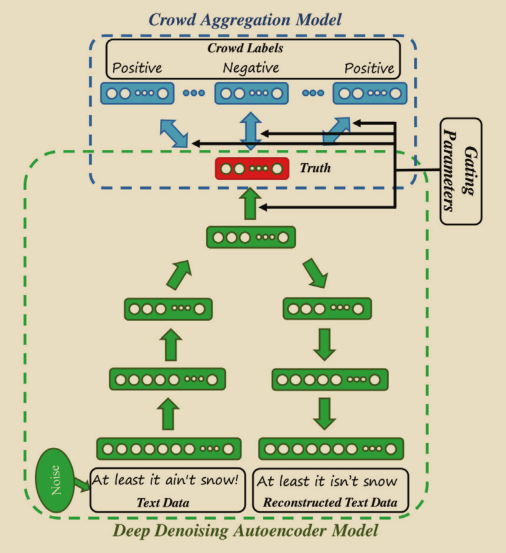 Crowd Aggregation Model
Crowd Labels
Positive Negative Positive
Truth
Gating
Parameters
Noise
At least it ain't snow!
Text Data
At least it isn't snow
Reconstructed Text Data
Deep Denoising Autoencoder Model